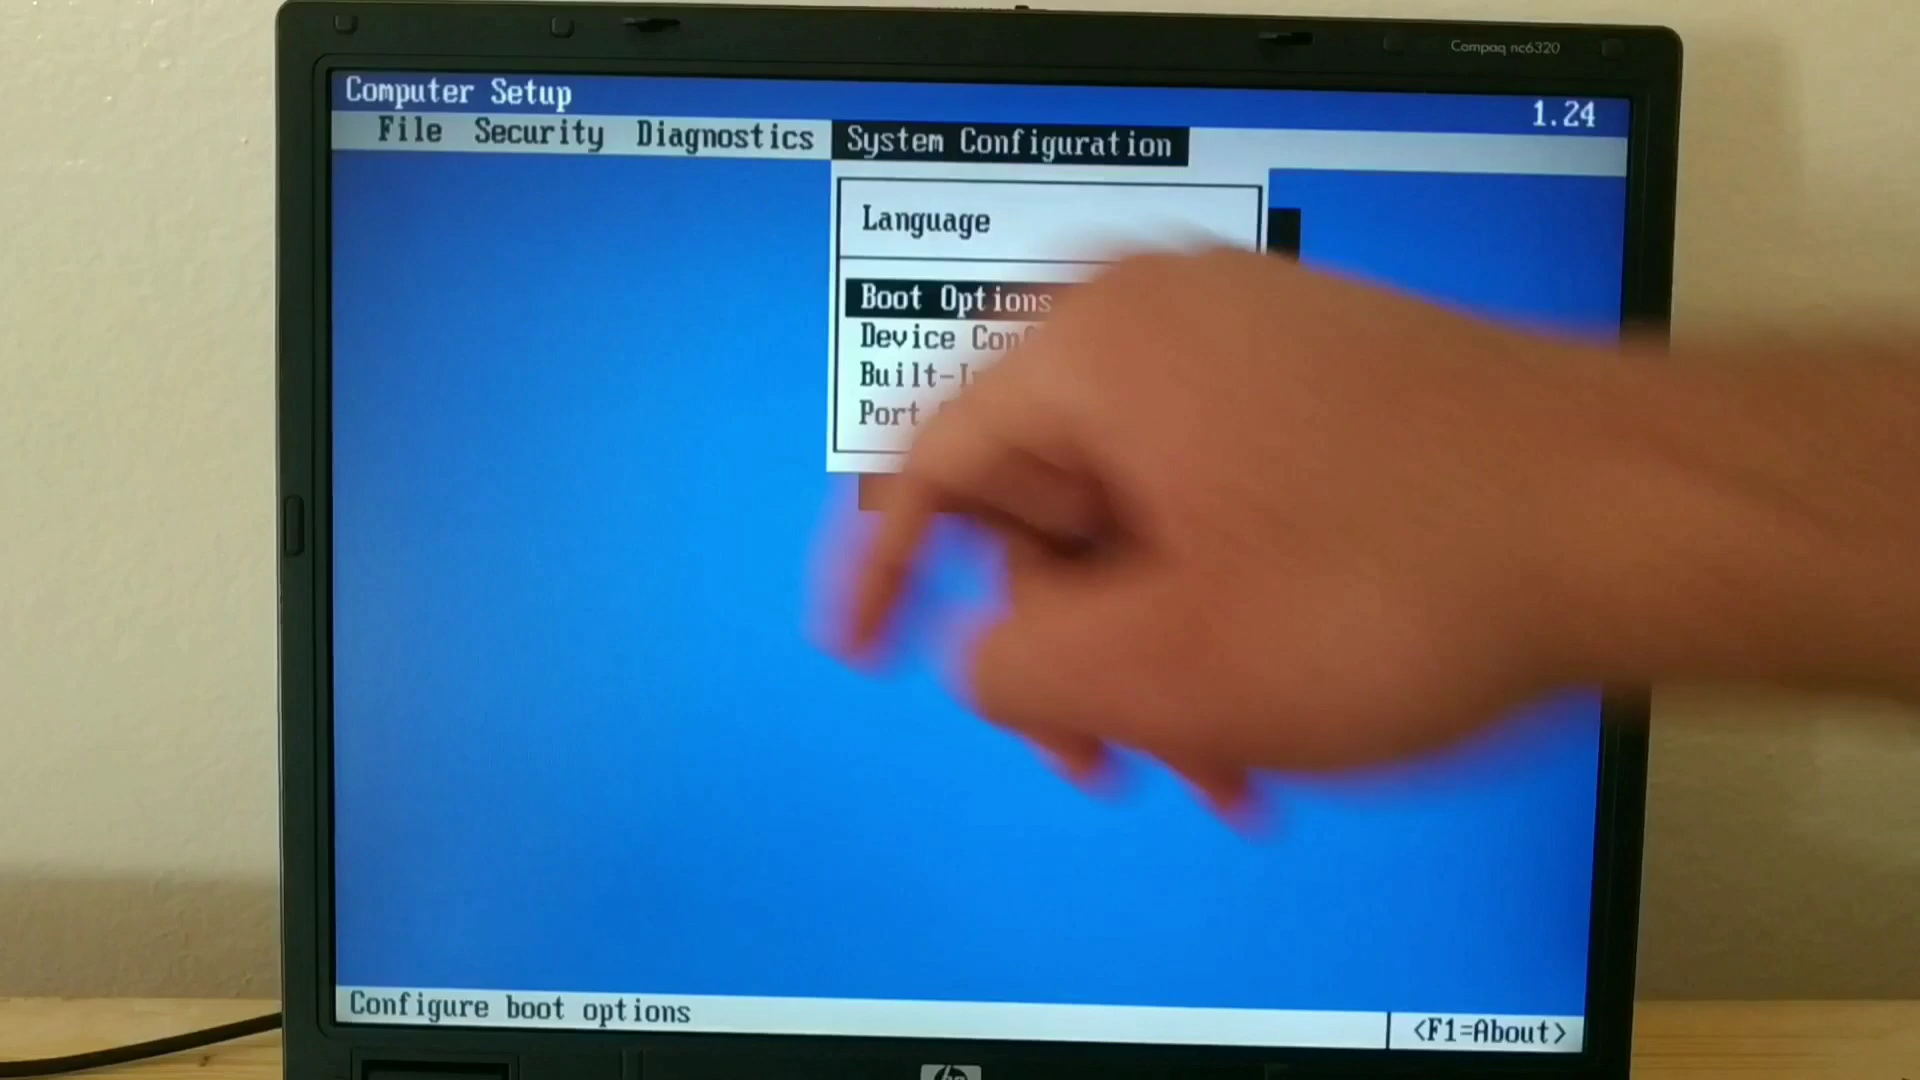 Compaq nc6320
Computer Setup
1.24
File Security Diagnostics System Configuration
Language
Boot Options
Device
Port
Configure boot options
<F1=About>
hp